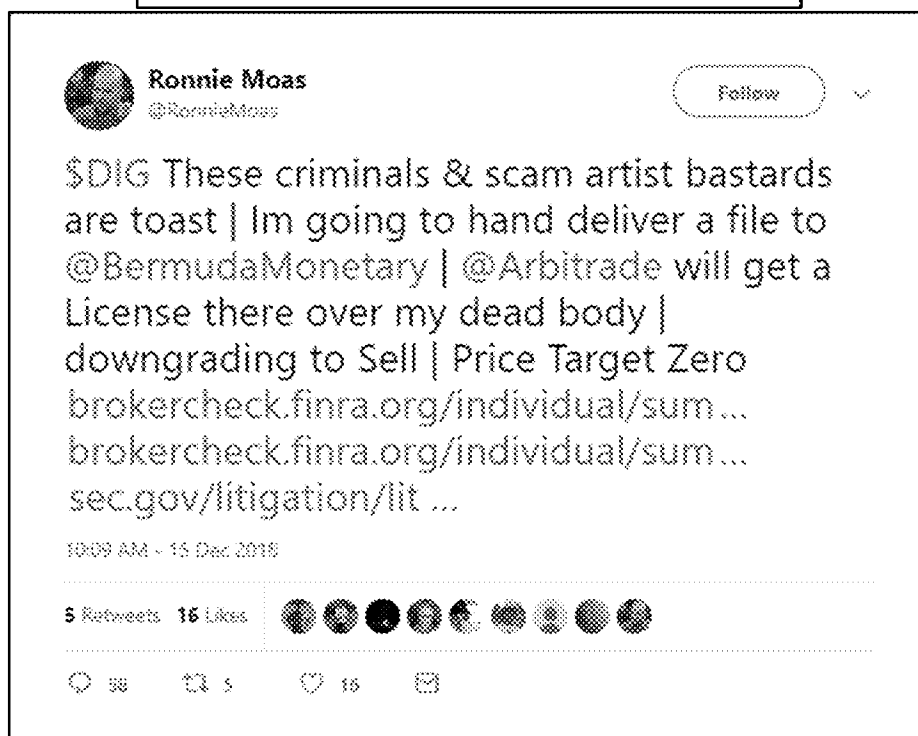 Ronnie Moas
@RonnieMoas
Follow
$DIG These criminals & scam artist bastards
are toast | Im going to hand deliver a file to
@BermudaMonetary | @Arbitrade will get a
License there over my dead body |
downgrading to Sell | Price Target Zero
brokercheck.finra.org/individual/sum...
brokercheck.finra.org/individual/sum...
sec.gov/litigation/lit ...
10:09 AM - 15 Dec 2018
5 Retweets 16 Likes
5 16